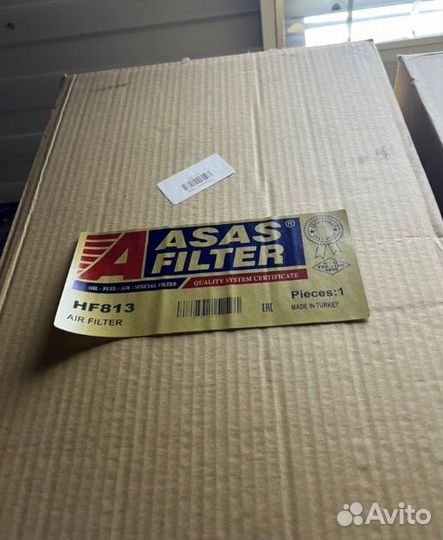 ASAS®
FILTER
OIL - FUEL - AIR - SPECIAL FILTER
QUALITY SYSTEM CERTIFICATE
HF813
AIR FILTER
EAC
Pieces:1
MADE IN TURKEY
Avito